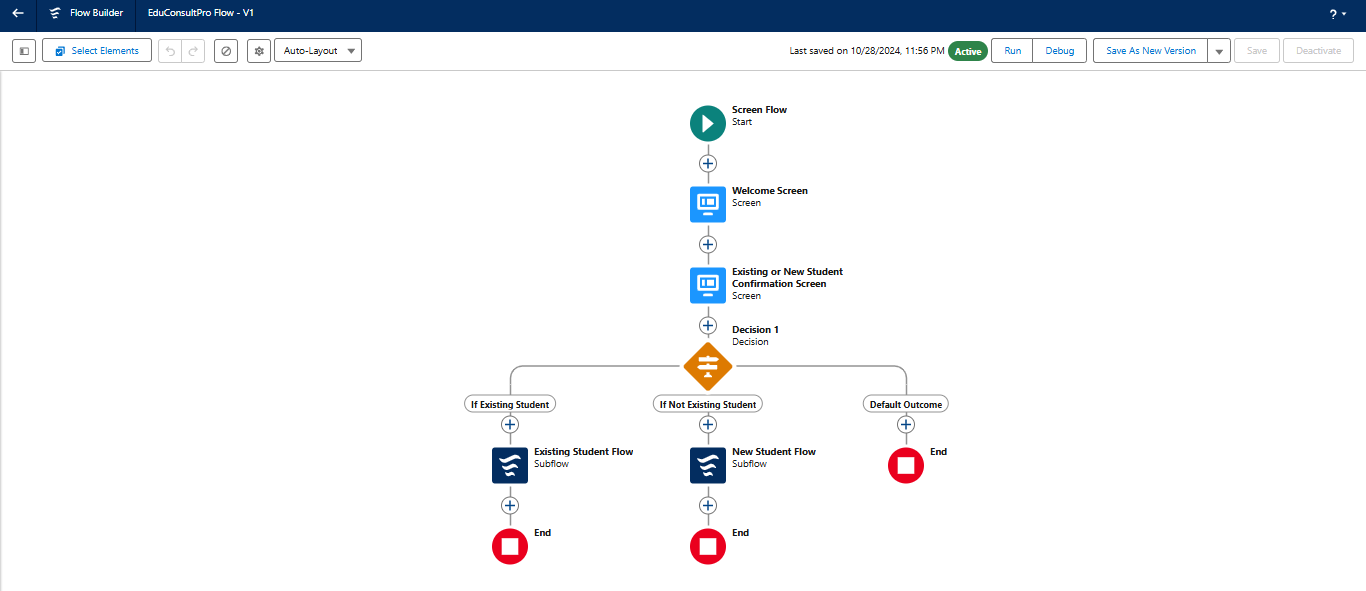 Flow Builder
EduConsultPro Flow - V1
?
Select Elements
Auto-Layout
Last saved on 10/28/2024, 11:56 PM
Active
Run
Debug
Save As New Version
Save
Deactivate
Screen Flow
Start
Welcome Screen
Screen
Existing or New Student
Confirmation Screen
Screen
Decision 1
Decision
If Existing Student
If Not Existing Student
Default Outcome
Existing Student Flow
Subflow
New Student Flow
Subflow
End
End
End